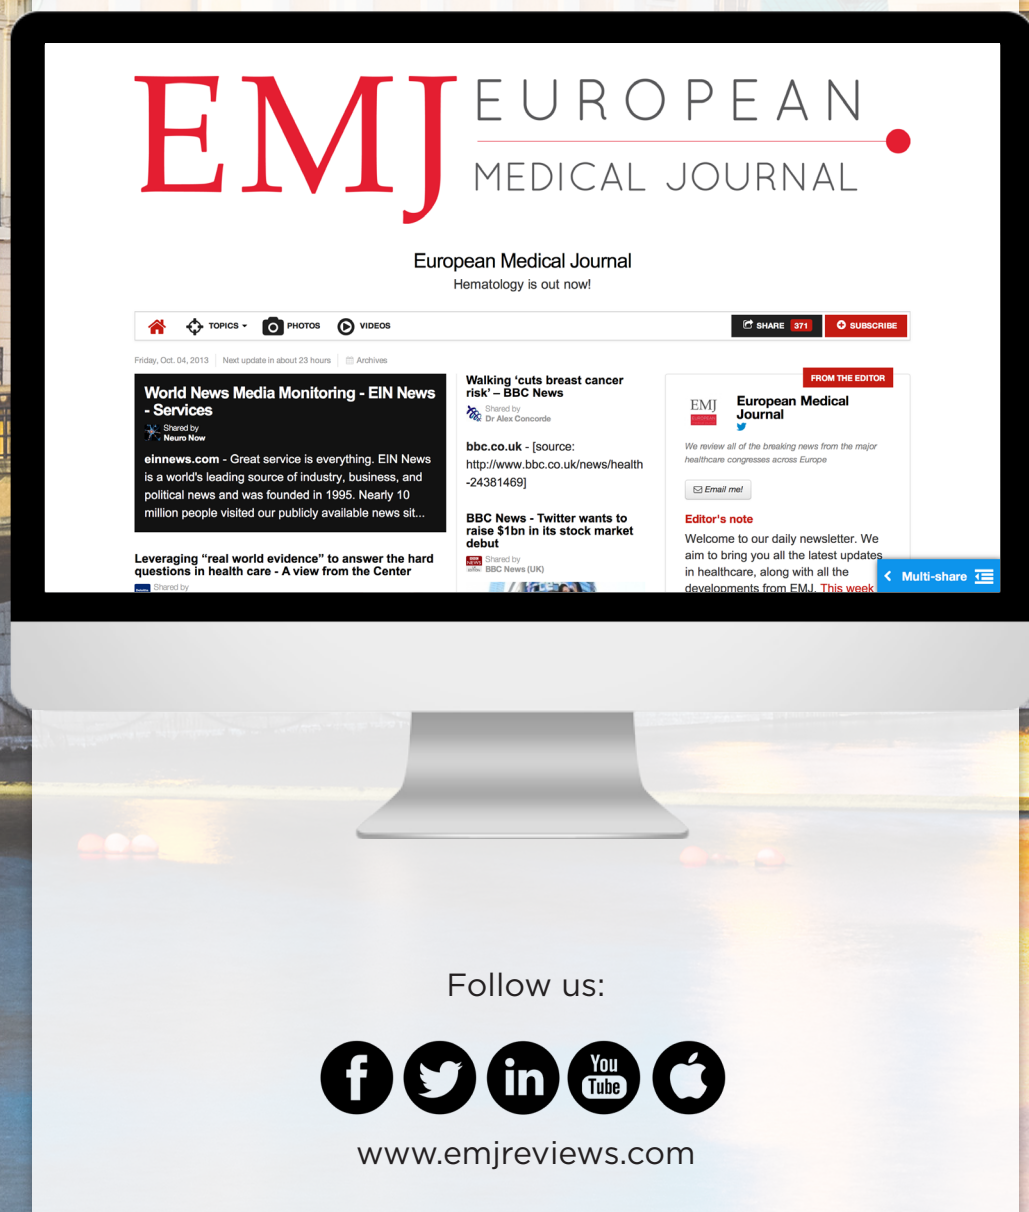 EMJ
EUROPEAN
MEDICAL JOURNAL
European Medical Journal
Hematology is out now!
TOPICS
PHOTOS
VIDEOS
SHARE 371
SUBSCRIBE
Friday, Oct. 04, 2013
Next update in about 23 hours
Archives
World News Media Monitoring - EIN News
- Services
Shared by
Neuro Now
einnews.com - Great service is everything. EIN News
is a world's leading source of industry, business, and
political news and was founded in 1995. Nearly 10
million people visited our publicly available news sit...
Leveraging “real world evidence” to answer the hard
questions in health care - A view from the Center
Shared by
Walking ‘cuts breast cancer
risk’ – BBC News
Shared by
Dr Alex Concorde
bbc.co.uk - [source:
http://www.bbc.co.uk/news/health
-24381469]
BBC News - Twitter wants to
raise $1bn in its stock market
debut
Shared by
BBC News (UK)
FROM THE EDITOR
EMJ
European Medical
Journal
We review all of the breaking news from the major
healthcare congresses across Europe
Email me!
Editor's note
Welcome to our daily newsletter. We
aim to bring you all the latest updates
in healthcare, along with all the
developments from EMJ. This week
Multi-share
Follow us:
f
in
You
Tube
www.emjreviews.com